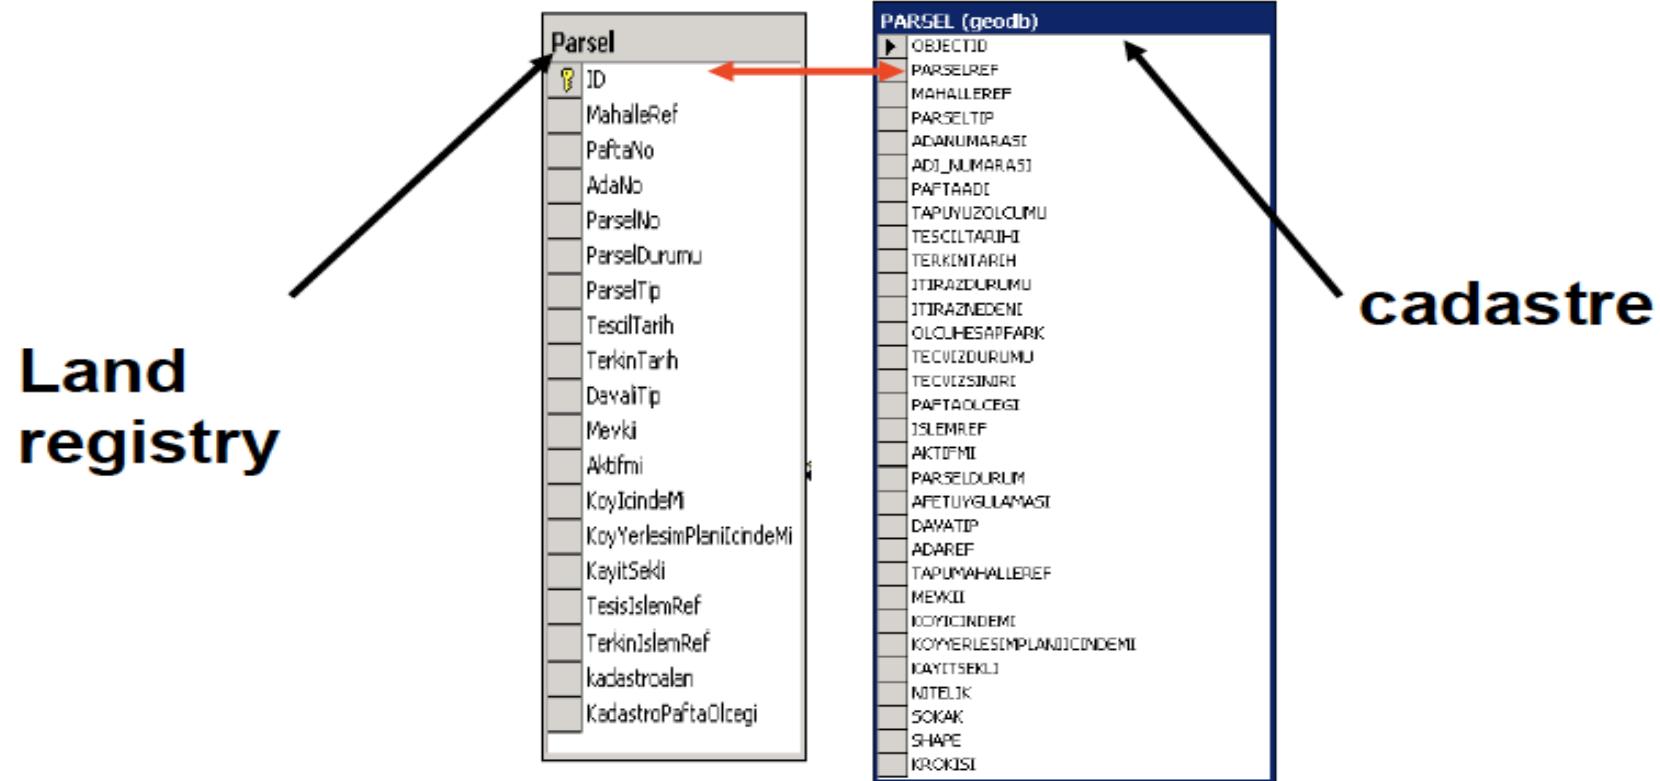 Land
registry
Parsel
ID
MahalleRef
PaftaNo
AdaNo
ParselNo
ParselDurumu
ParselTip
TescilTarih
TerkinTarih
DavaliTip
Mevkii
Aktifmi
KoyIcindeMi
KoyYerlesimPlaniIcindeMi
KayitSekli
TesisIslemRef
TerkinIslemRef
kadastroalan
KadastroPaftaOlcegi
PARSEL (geodb)
OBJECTID
PARSELREF
MAHALLEREF
PARSELTIP
ADANUMARASI
ADI_NUMARASI
PAFTAADI
TAPUYUZOLCUMU
TESCILTARIHI
TERKINTARIH
ITIRAZDURUMU
ITIRAZNEDENI
OLCUHESAPFARK
TECVIZDURUMU
TECVIZSINIRI
PAFTAOLCEGI
ISLEMREF
AKTIFMI
PARSELDURUM
AFETUYGULAMASI
DAVATIP
ADAREF
TAPUMAHALLEREF
MEVKII
KOYICINDEMI
KOYYERLESIMPLANIICINDEMI
KAYITSEKLI
NITELIK
SOKAK
SHAPE
KROKISI
cadastre